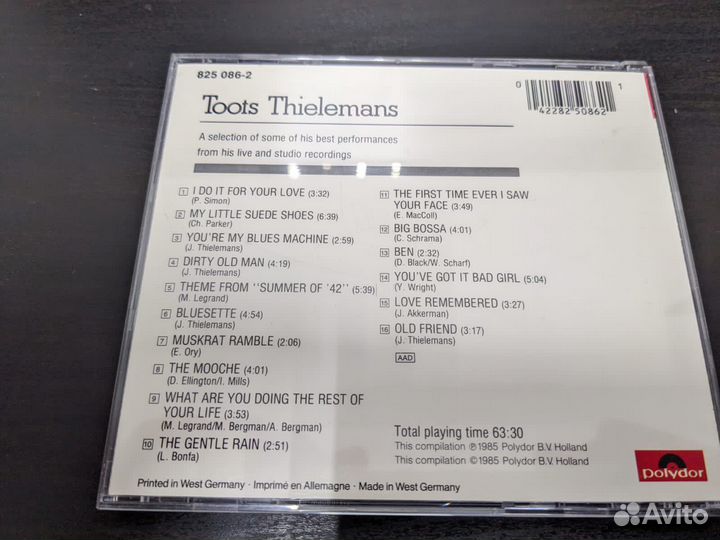 825 086-2
0 42282 50862 1
Toots Thielemans
A selection of some of his best performances
from his live and studio recordings
1 I DO IT FOR YOUR LOVE (3:32)
(P. Simon)
2 MY LITTLE SUEDE SHOES (6:39)
(Ch. Parker)
3 YOU'RE MY BLUES MACHINE (2:59)
(J. Thielemans)
4 DIRTY OLD MAN (4:19)
(J. Thielemans)
5 THEME FROM "SUMMER OF '42" (5:39)
(M. Legrand)
6 BLUESETTE (4:54)
(J. Thielemans)
7 MUSKRAT RAMBLE (2:06)
(E. Ory)
8 THE MOOCHE (4:01)
(D. Ellington/I. Mills)
9 WHAT ARE YOU DOING THE REST OF
YOUR LIFE (3:53)
(M. Legrand/M. Bergman/A. Bergman)
10 THE GENTLE RAIN (2:51)
(L. Bonfa)
11 THE FIRST TIME EVER I SAW
YOUR FACE (3:49)
(E. MacColl)
12 BIG BOSSA (4:01)
(C. Schrama)
13 BEN (2:32)
(D. Black/W. Scharf)
14 YOU'VE GOT IT BAD GIRL (5:04)
(Y. Wright)
15 LOVE REMEMBERED (3:27)
(J. Akkerman)
16 OLD FRIEND (3:17)
(J. Thielemans)
AAD
Total playing time 63:30
This compilation ℗1985 Polydor B.V. Holland
This compilation ©1985 Polydor B.V. Holland
polydor
Printed in West Germany · Imprimé en Allemagne · Made in West Germany
Avito